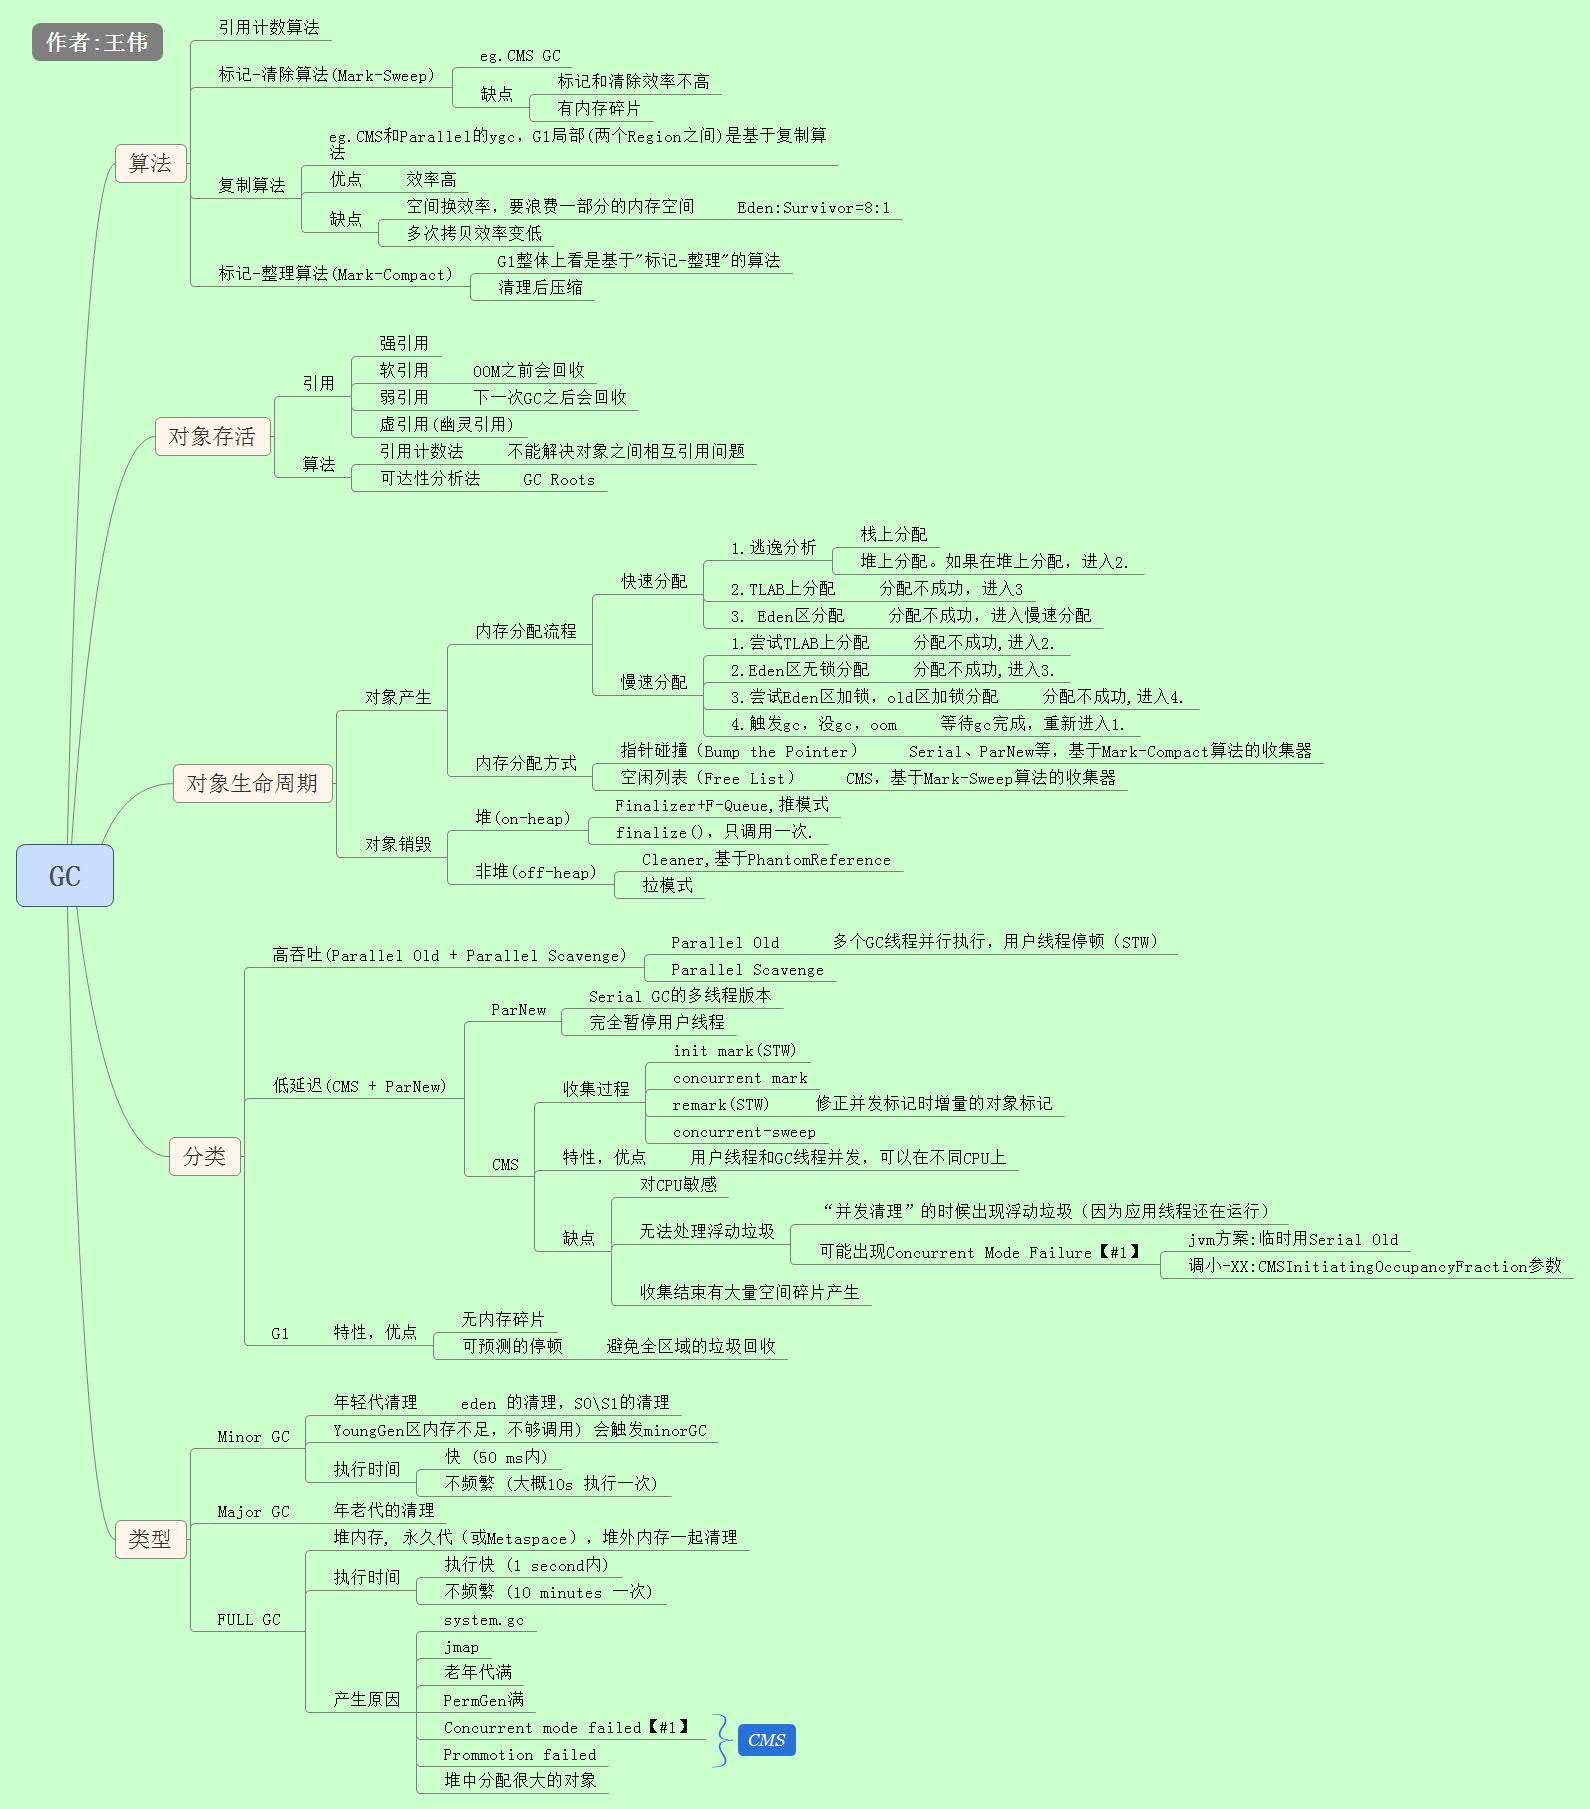 作者:王伟
GC
算法
引用计数算法
标记-清除算法(Mark-Sweep)
eg.CMS GC
缺点
标记和清除效率不高
有内存碎片
复制算法
eg.CMS和Parallel的ygc，G1局部(两个Region之间)是基于复制算
法
优点
效率高
缺点
空间换效率，要浪费一部分的内存空间
Eden:Survivor=8:1
多次拷贝效率变低
标记-整理算法(Mark-Compact)
G1整体上看是基于"标记-整理"的算法
清理后压缩
对象存活
引用
强引用
软引用
OOM之前会回收
弱引用
下一次GC之后会回收
虚引用(幽灵引用)
算法
引用计数法
不能解决对象之间相互引用问题
可达性分析法
GC Roots
对象生命周期
对象产生
内存分配流程
快速分配
1.逃逸分析
栈上分配
堆上分配。如果在堆上分配，进入2.
2.TLAB上分配
分配不成功，进入3
3. Eden区分配
分配不成功，进入慢速分配
慢速分配
1.尝试TLAB上分配
分配不成功,进入2.
2.Eden区无锁分配
分配不成功,进入3.
3.尝试Eden区加锁，old区加锁分配
分配不成功,进入4.
4.触发gc，没gc，oom
等待gc完成，重新进入1.
内存分配方式
指针碰撞（Bump the Pointer）
Serial、ParNew等，基于Mark-Compact算法的收集器
空闲列表（Free List）
CMS，基于Mark-Sweep算法的收集器
对象销毁
堆(on-heap)
Finalizer+F-Queue,推模式
finalize()，只调用一次.
非堆(off-heap)
Cleaner,基于PhantomReference
拉模式
分类
高吞吐(Parallel Old + Parallel Scavenge)
Parallel Old
多个GC线程并行执行，用户线程停顿（STW）
Parallel Scavenge
低延迟(CMS + ParNew)
ParNew
Serial GC的多线程版本
完全暂停用户线程
CMS
收集过程
init mark(STW)
concurrent mark
remark(STW)
修正并发标记时增量的对象标记
concurrent-sweep
特性，优点
用户线程和GC线程并发，可以在不同CPU上
缺点
对CPU敏感
无法处理浮动垃圾
“并发清理”的时候出现浮动垃圾（因为应用线程还在运行）
可能出现Concurrent Mode Failure【#1】
jvm方案:临时用Serial Old
调小-XX:CMSInitiatingOccupancyFraction参数
收集结束有大量空间碎片产生
G1
特性，优点
无内存碎片
可预测的停顿
避免全区域的垃圾回收
类型
Minor GC
年轻代清理
eden 的清理，S0\S1的清理
YoungGen区内存不足，不够调用) 会触发minorGC
执行时间
快 (50 ms内)
不频繁 (大概10s 执行一次)
Major GC
年老代的清理
FULL GC
堆内存, 永久代（或Metaspace），堆外内存一起清理
执行时间
执行快 (1 second内)
不频繁 (10 minutes 一次)
产生原因
system.gc
jmap
老年代满
PermGen满
Concurrent mode failed【#1】
Prommotion failed
CMS
堆中分配很大的对象